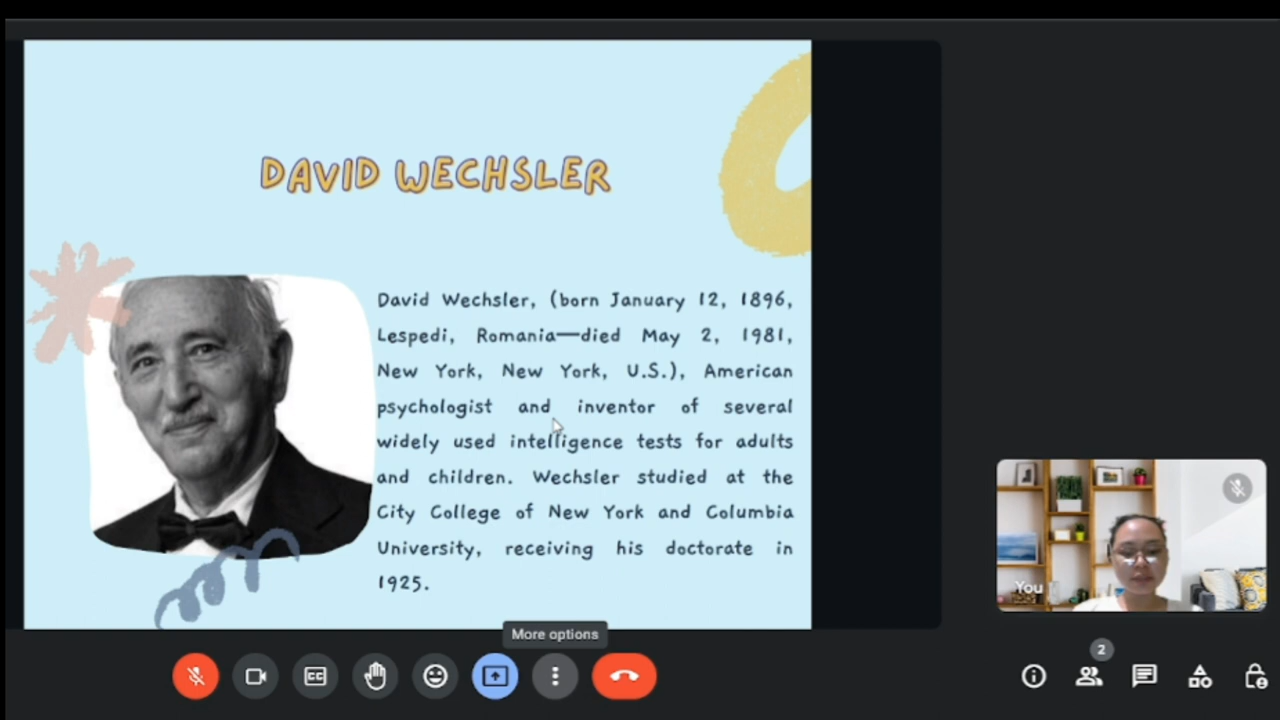 DAVID WECHSLER
David Wechsler, (born January 12, 1896,
Lespedi, Romania—died May 2, 1981,
New York, New York, U.S.), American
psychologist and inventor of several
widely used intelligence tests for adults
and children. Wechsler studied at the
City College of New York and Columbia
University, receiving his doctorate in
1925.
You
More options
CC
2